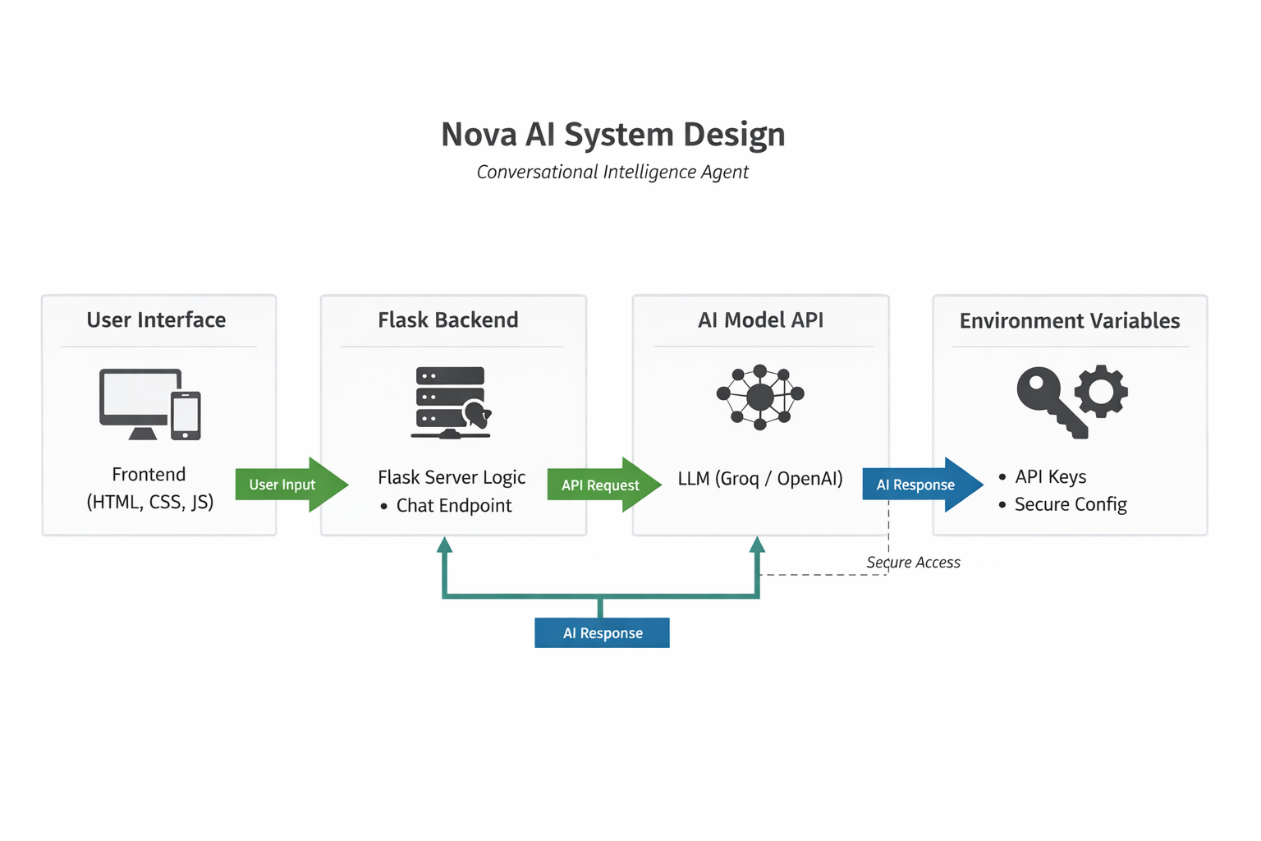 Nova AI System Design
Conversational Intelligence Agent
User Interface
Frontend
(HTML, CSS, JS)
User Input
Flask Backend
Flask Server Logic
• Chat Endpoint
API Request
AI Model API
LLM (Groq / OpenAI)
AI Response
Environment Variables
• API Keys
• Secure Config
Secure Access
AI Response